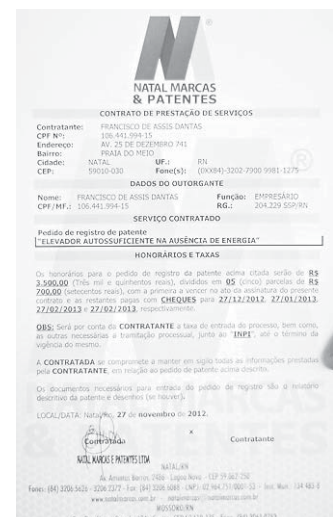 NATAL MARCAS
& PATENTES
CONTRATO DE PRESTAÇÃO DE SERVIÇOS
Contratante: FRANCISCO DE ASSIS DANTAS
CPF Nº: 106.441.994-15
Endereço: AV. 25 DE DEZEMBRO 741
Bairro: PRAIA DO MEIO
Cidade: NATAL UF.: RN
CEP: 59010-030 Fone(s): (0XX84)-3202-7900 9981-1275
DADOS DO OUTORGANTE
Nome: FRANCISCO DE ASSIS DANTAS Função: EMPRESÁRIO
CPF/MF.: 106.441.994-15 RG.: 204.229 SSP/RN
SERVIÇO CONTRATADO
Pedido de registro de patente
"ELEVADOR AUTOSSUFICIENTE NA AUSÊNCIA DE ENERGIA"
HONORÁRIOS E TAXAS
Os honorários para o pedido de registro da patente acima citada serão de R$
3.500,00 (Três mil e quinhentos reais), divididos em 05 (cinco) parcelas de R$
700,00 (setecentos reais), com a primeira a vencer no ato da assinatura do presente
contrato e as restantes pagas com CHEQUES para 27/12/2012, 27/01/2013,
27/02/2013 e 27/02/2013, respectivamente.
OBS: Será por conta da CONTRATANTE a taxa de entrada do processo, bem como,
as outras necessárias a tramitação processual, junto ao "INPI", até o término da
vigência do mesmo.
A CONTRATADA se compromete a manter em sigilo todas as informações prestadas
pela CONTRATANTE, em relação ao pedido de patente acima descrito.
Os documentos necessários para entrada do pedido de registro são o relatório
descritivo da patente e desenhos (se houver).
LOCAL/DATA: Natal/RN, 27 de novembro de 2012.
x
Contratada Contratante
NATAL MARCAS E PATENTES LTDA
NATAL/RN
MOSSORÓ/RN